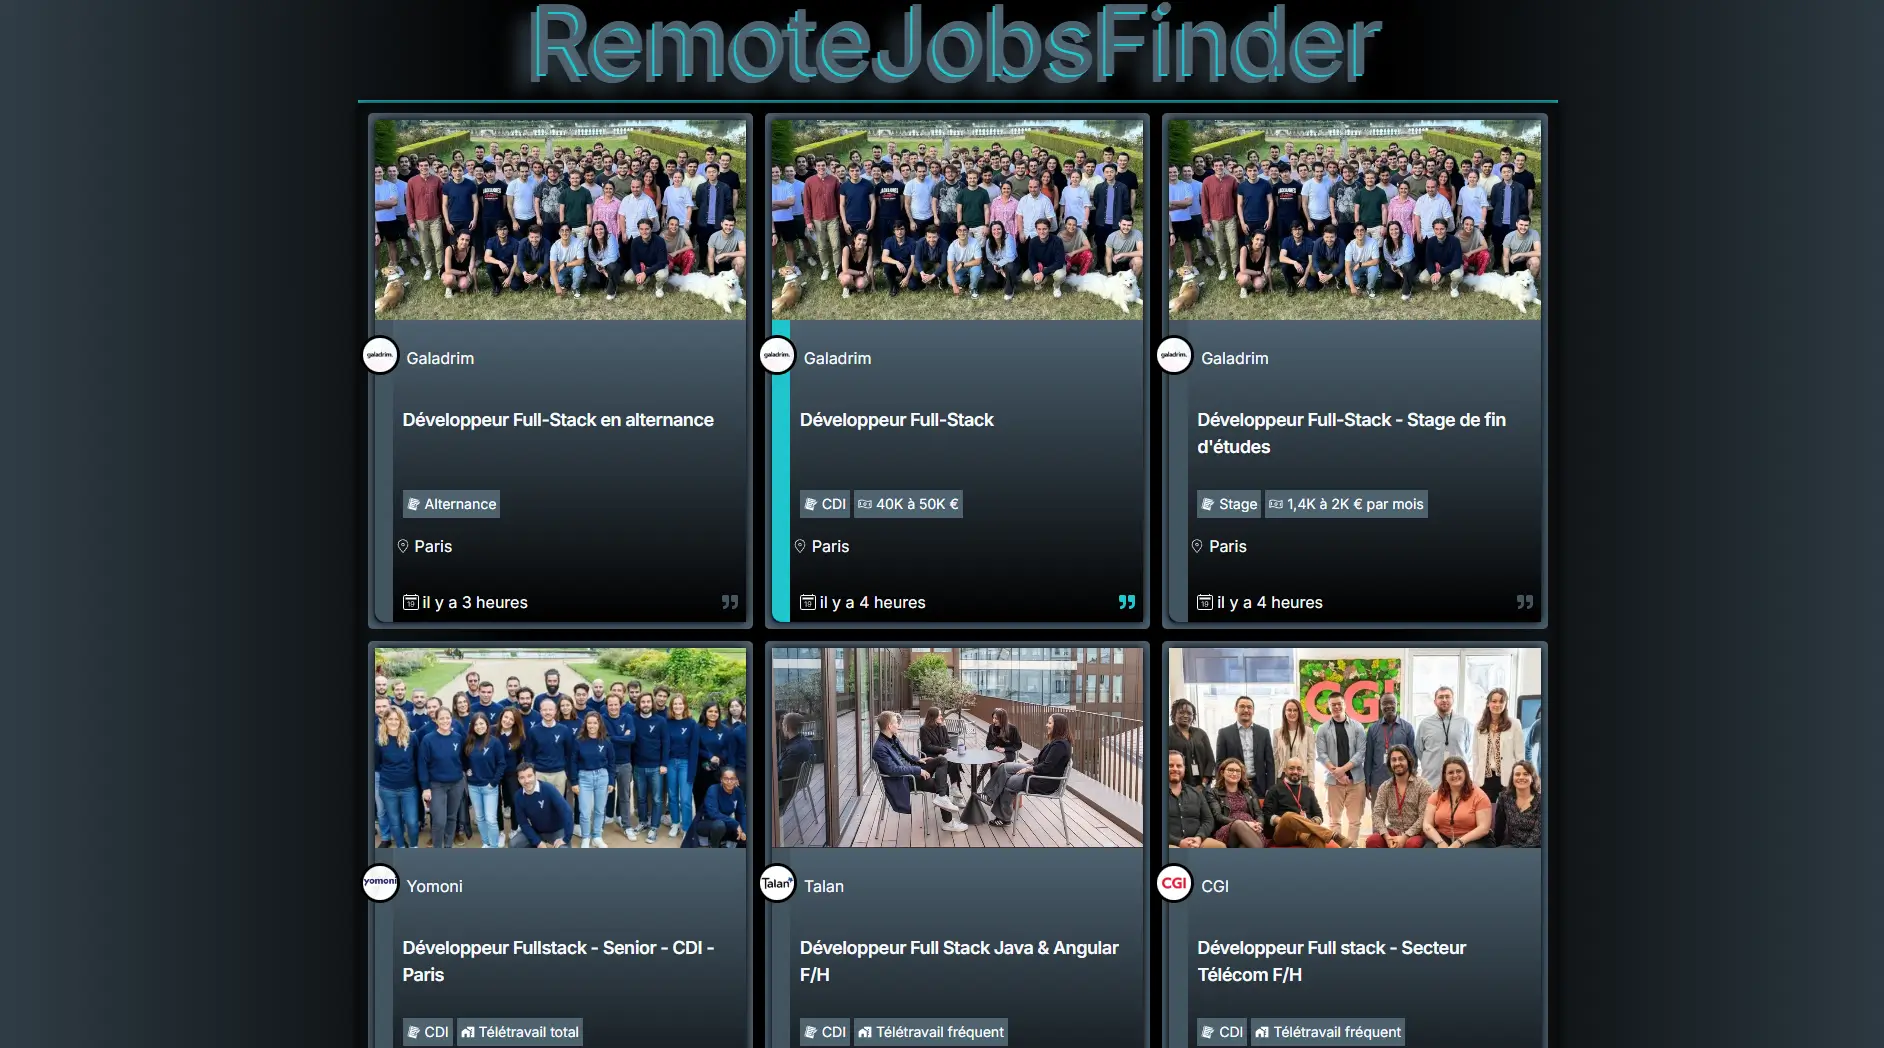 RemoteJobsFinder
galadrim.
Galadrim
Développeur Full-Stack en alternance
Alternance
Paris
il y a 3 heures
galadrim.
Galadrim
Développeur Full-Stack
CDI
40K à 50K €
Paris
il y a 4 heures
galadrim.
Galadrim
Développeur Full-Stack - Stage de fin
d'études
Stage
1,4K à 2K € par mois
Paris
il y a 4 heures
yomoni
Yomoni
Développeur Fullstack - Senior - CDI -
Paris
CDI
Télétravail total
Talan*
Talan
Développeur Full Stack Java & Angular
F/H
CDI
Télétravail fréquent
CGI
CGI
CGI
Développeur Full stack - Secteur
Télécom F/H
CDI
Télétravail fréquent